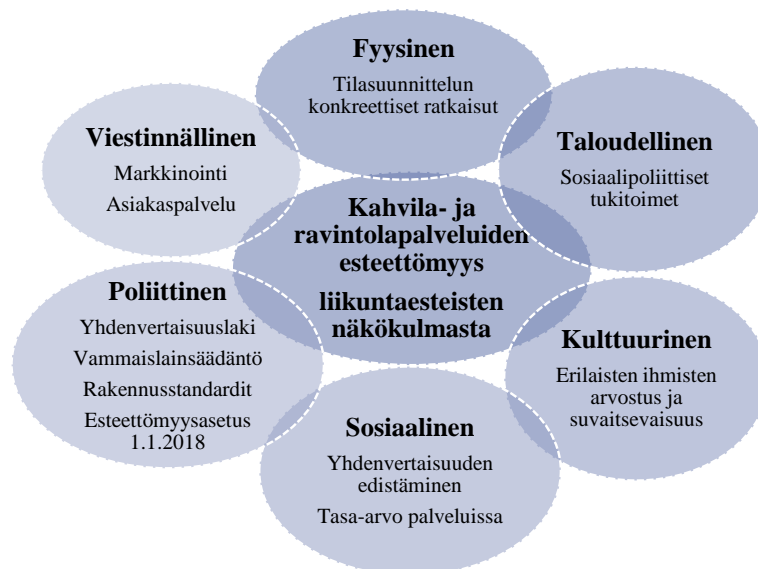 Fyysinen
Tilasuunnittelun
konkreettiset ratkaisut
Viestinnällinen
Markkinointi
Asiakaspalvelu
Taloudellinen
Sosiaalipoliittiset
tukitoimet
Kahvila- ja
ravintolapalveluiden
esteettömyys
liikuntaesteisten
näkökulmasta
Poliittinen
Yhdenvertaisuuslaki
Vammaislainsäädäntö
Rakennusstandardit
Esteettömyysasetus
1.1.2018
Kulttuurinen
Erilaisten ihmisten
arvostus ja
suvaitsevaisuus
Sosiaalinen
Yhdenvertaisuuden
edistäminen
Tasa-arvo palveluissa